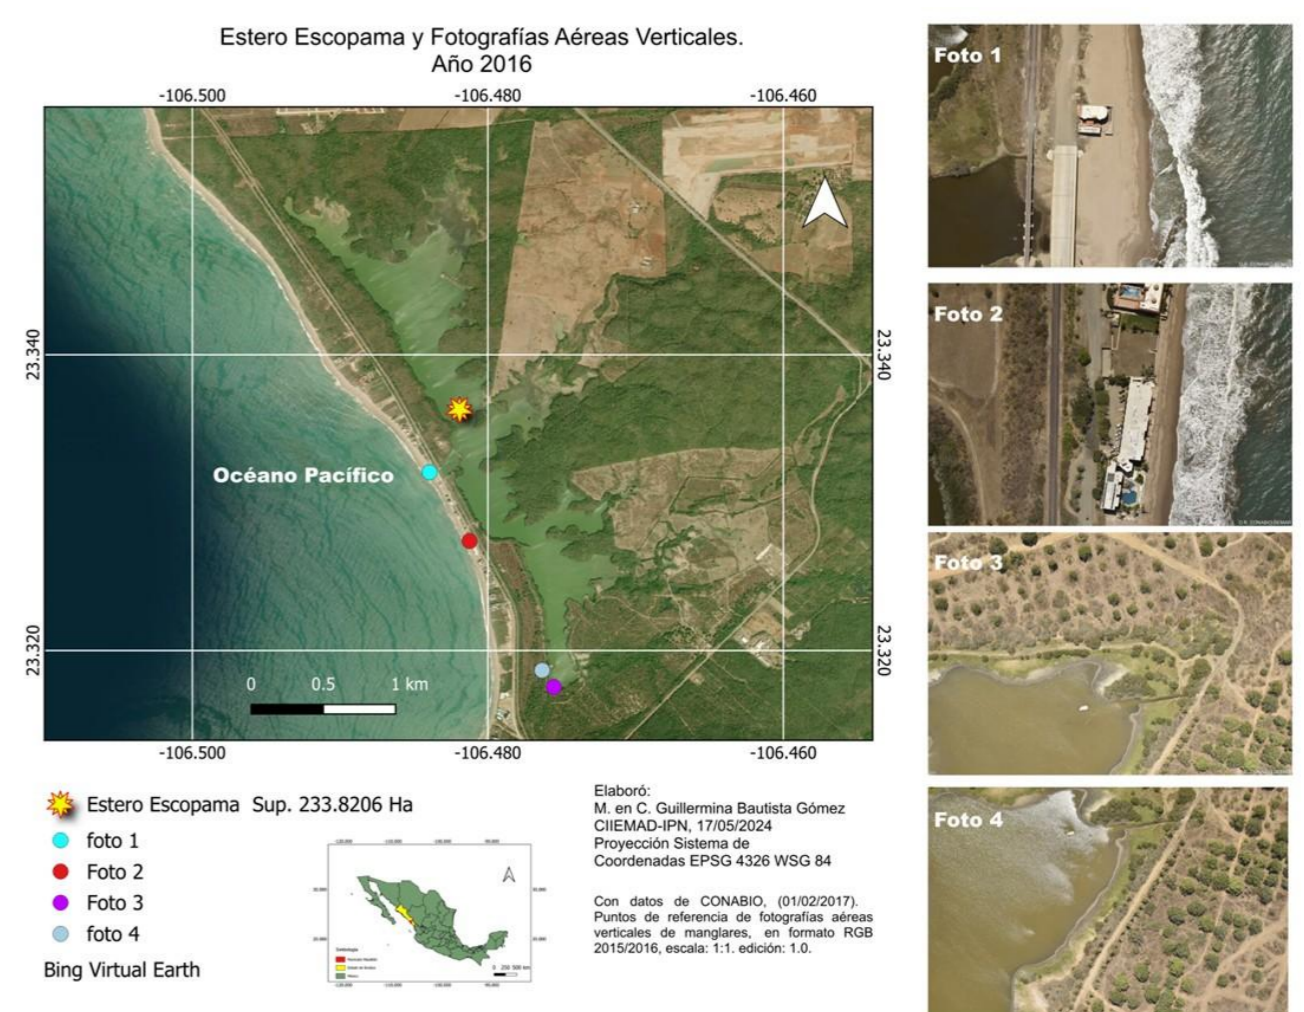 Estero Escopama y Fotografías Aéreas Verticales.
Año 2016
-106.500 -106.480 -106.460
23.340 23.340
23.320 23.320
Océano Pacífico
0 0.5 1 km
-106.500 -106.480 -106.460
Foto 1
Foto 2
Foto 3
Foto 4
Estero Escopama Sup. 233.8206 Ha
foto 1
Foto 2
Foto 3
foto 4
Bing Virtual Earth
0 250 500 km
Elaboró:
M. en C. Guillermina Bautista Gómez
CIIEMAD-IPN, 17/05/2024
Proyección Sistema de
Coordenadas EPSG 4326 WSG 84
Con datos de CONABIO, (01/02/2017).
Puntos de referencia de fotografías aéreas
verticales de manglares, en formato RGB
2015/2016, escala: 1:1. edición: 1.0.